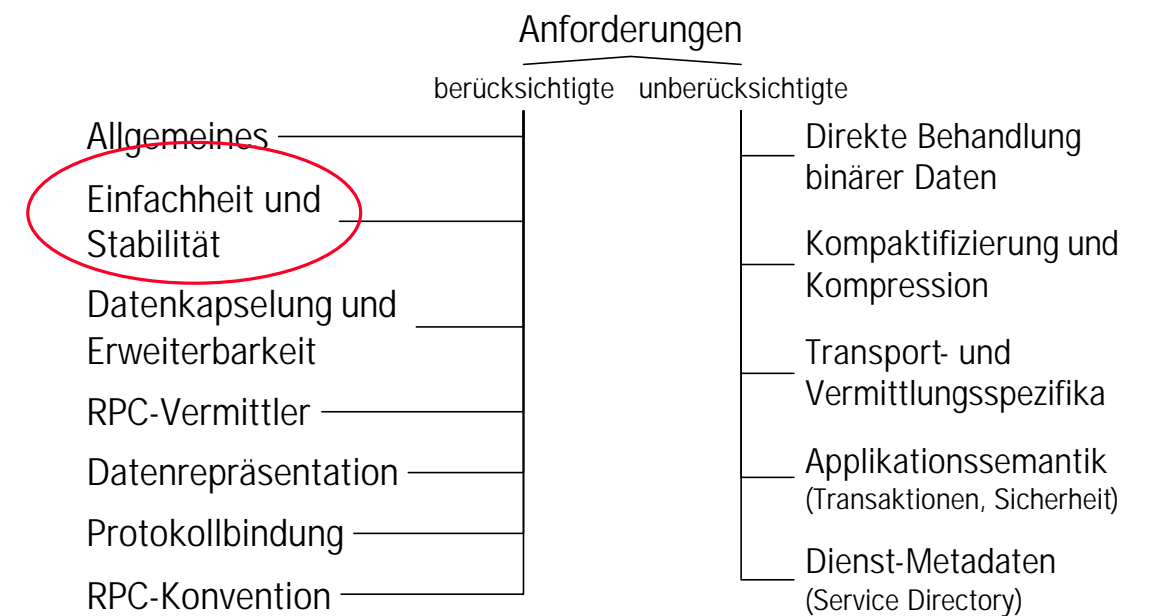 Anforderungen
berücksichtigte unberücksichtigte
Allgemeines
Einfachheit und
Stabilität
Datenkapselung und
Erweiterbarkeit
RPC-Vermittler
Datenrepräsentation
Protokollbindung
RPC-Konvention
Direkte Behandlung
binärer Daten
Kompaktifizierung und
Kompression
Transport- und
Vermittlungsspezifika
Applikationssemantik
(Transaktionen, Sicherheit)
Dienst-Metadaten
(Service Directory)